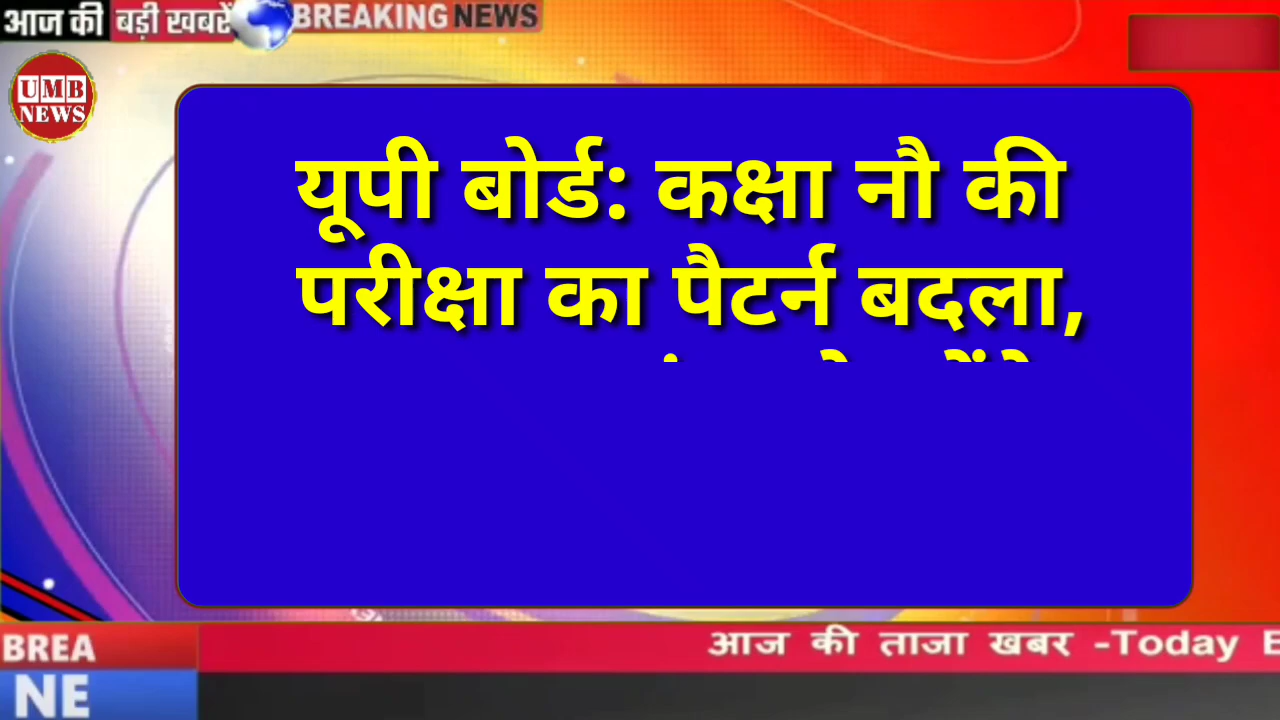 आज की बड़ी खबरें BREAKING NEWS
UMB
NEWS
यूपी बोर्ड: कक्षा नौ की
परीक्षा का पैटर्न बदला,
BREA
आज की ताजा खबर -Today
NE